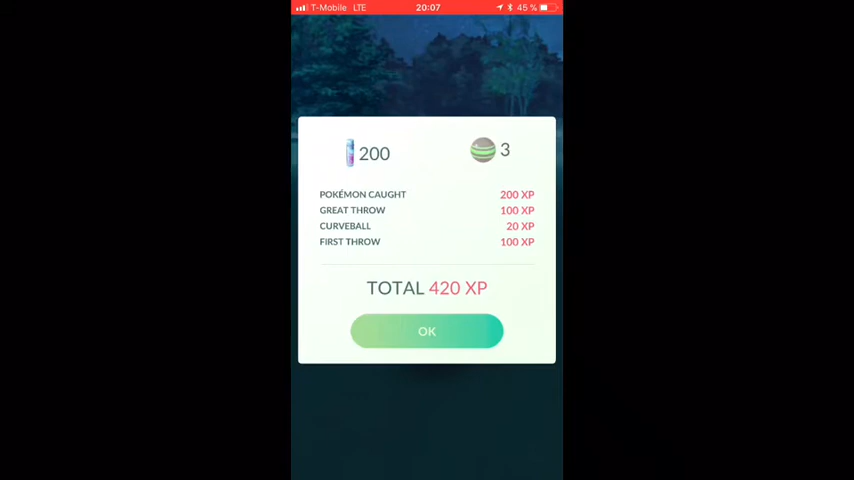 T-Mobile LTE 20:07 45 %
200 3
POKÉMON CAUGHT 200 XP
GREAT THROW 100 XP
CURVEBALL 20 XP
FIRST THROW 100 XP
TOTAL 420 XP
OK